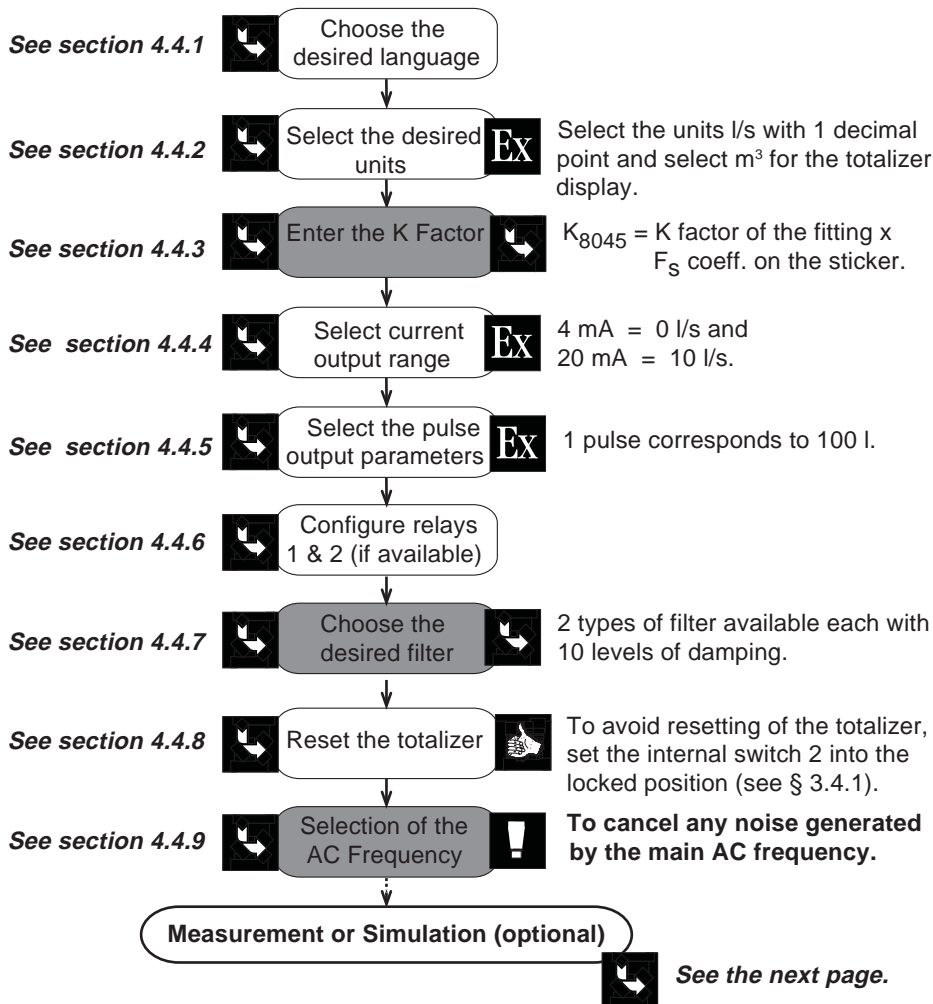 See section 4.4.1
Choose the
desired language
See section 4.4.2
Select the desired
units
Ex
Select the units l/s with 1 decimal
point and select m³ for the totalizer
display.
See section 4.4.3
Enter the K Factor
K8045 = K factor of the fitting x
FS coeff. on the sticker.
See section 4.4.4
Select current
output range
Ex
4 mA = 0 l/s and
20 mA = 10 l/s.
See section 4.4.5
Select the pulse
output parameters
Ex
1 pulse corresponds to 100 l.
See section 4.4.6
Configure relays
1 & 2 (if available)
See section 4.4.7
Choose the
desired filter
2 types of filter available each with
10 levels of damping.
See section 4.4.8
Reset the totalizer
To avoid resetting of the totalizer,
set the internal switch 2 into the
locked position (see § 3.4.1).
See section 4.4.9
Selection of the
AC Frequency
!
To cancel any noise generated
by the main AC frequency.
Measurement or Simulation (optional)
See the next page.